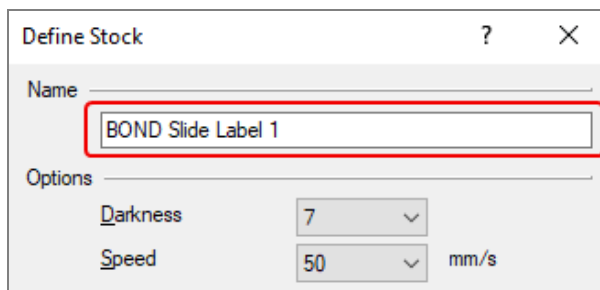 Define Stock ? ×
Name
BOND Slide Label 1
Options
Darkness 7
Speed 50 mm/s